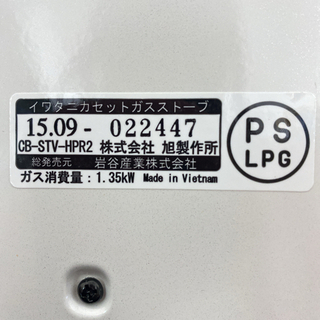 イワタニカセットガスストーブ
15.09 - 022447
CB-STV-HPR2 株式会社 旭製作所
総発売元 岩谷産業株式会社
ガス消費量：1.35kW Made in Vietnam
PS
LPG